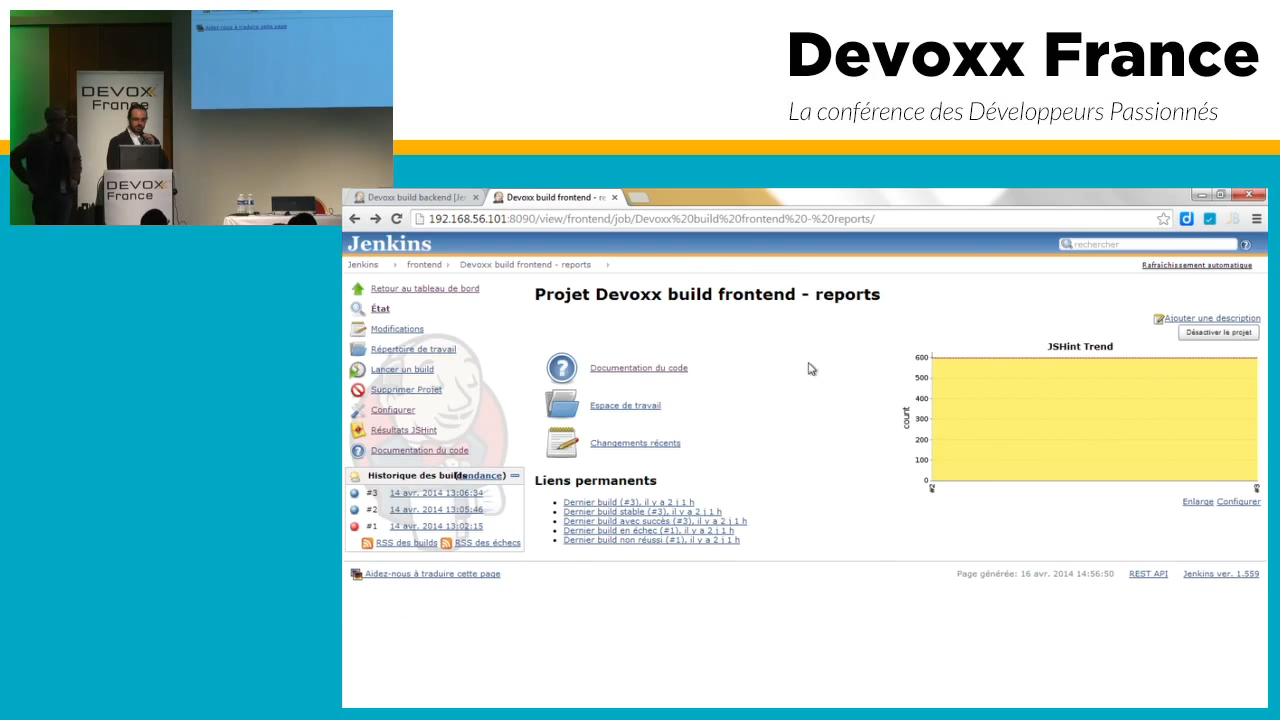 Aidez-nous à traduire cette page
DEVOXX
France
DEVOXX
France
Devoxx France
La conférence des Développeurs Passionnés
Devoxx build backend [Je
Devoxx build frontend - re
192.168.56.101:8090/view/frontend/job/Devoxx%20build%20frontend%20-%20reports/
Jenkins
rechercher
Jenkins
frontend
Devoxx build frontend - reports
Rafraîchissement automatique
Retour au tableau de bord
État
Modifications
Répertoire de travail
Lancer un build
Supprimer Projet
Configurer
Résultats JSHint
Documentation du code
Historique des builds
(tendance)
#3 14 avr. 2014 13:06:34
#2 14 avr. 2014 13:05:46
#1 14 avr. 2014 13:02:15
RSS des builds RSS des échecs
Projet Devoxx build frontend - reports
Ajouter une description
Désactiver le projet
Documentation du code
Espace de travail
Changements récents
JSHint Trend
600
500
400
300
200
100
0
count
#2
#3
Enlarge Configurer
Liens permanents
Dernier build (#3), il y a 2 j 1 h
Dernier build stable (#3), il y a 2 j 1 h
Dernier build avec succès (#3), il y a 2 j 1 h
Dernier build en échec (#1), il y a 2 j 1 h
Dernier build non réussi (#1), il y a 2 j 1 h
Aidez-nous à traduire cette page
Page générée: 16 avr. 2014 14:56:50
REST API
Jenkins ver. 1.559